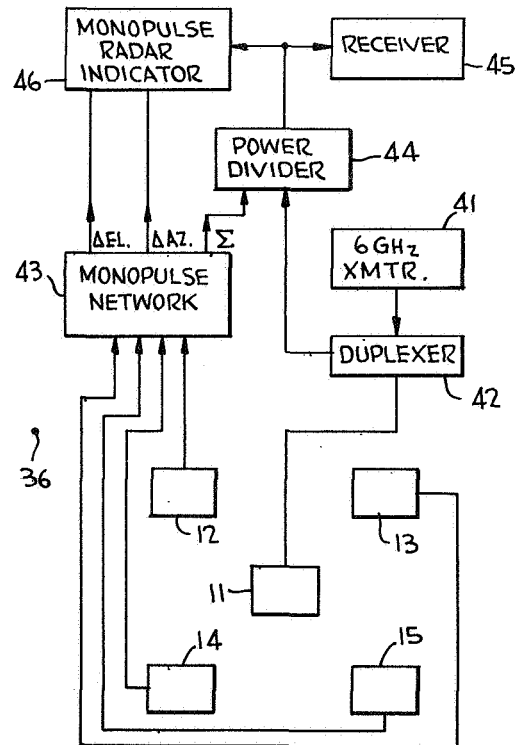 MONOPULSE
RADAR
INDICATOR
46
RECEIVER
45
POWER
DIVIDER
44
41
6 GHz
XMTR.
ΔEL.
ΔAZ.
Σ
43
MONOPULSE
NETWORK
DUPLEXER
42
36
12
13
11
14
15